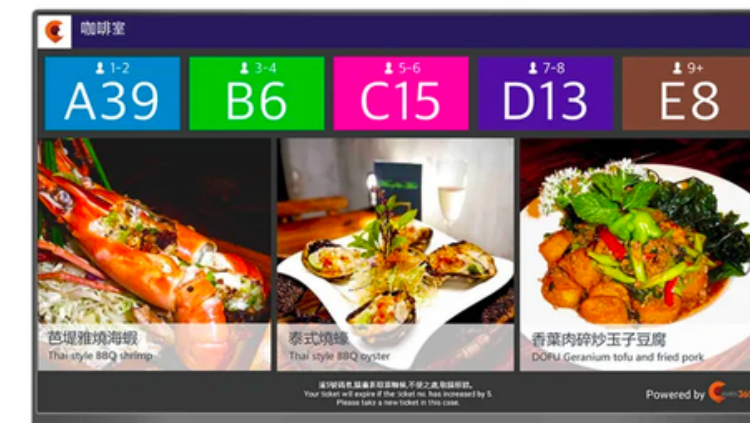 咖啡室
1-2
3-4
5-6
7-8
9+
A39
B6
C15
D13
E8
芭堤雅燒海蝦
Thai style BBQ shrimp
泰式燒蠔
Thai style BBQ oyster
香葉肉碎炒玉子豆腐
DOFU Geranium tofu and fried pork
Your ticket will expire if the ticket no. has increased by 5.
Please take a new ticket in this case.
Powered by